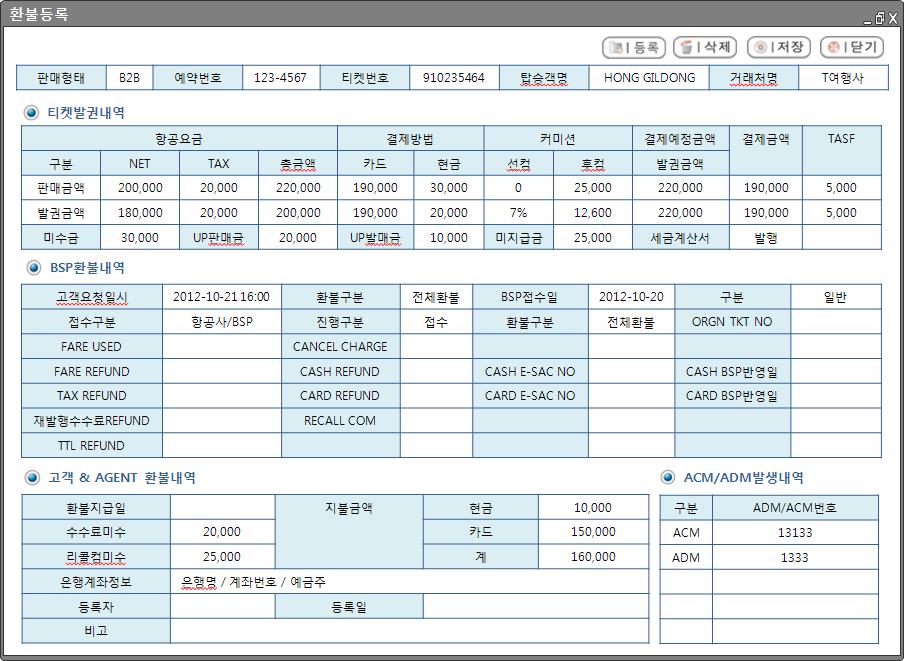 환불등록
등록 삭제 저장 닫기
판매형태 B2B 예약번호 123-4567 티켓번호 910235464 탑승객명 HONG GILDONG 거래처명 T여행사
티켓발권내역
항공요금 결제방법 커미션 결제예정금액 결제금액 TASF
구분 NET TAX 총금액 카드 현금 선컴 후컴 발권금액
판매금액 200,000 20,000 220,000 190,000 30,000 0 25,000 220,000 190,000 5,000
발권금액 180,000 20,000 200,000 190,000 20,000 7% 12,600 220,000 190,000 5,000
미수금 30,000 UP판매금 20,000 UP발매금 10,000 미지급금 25,000 세금계산서 발행
BSP환불내역
고객요청일시 2012-10-21 16:00 환불구분 전체환불 BSP접수일 2012-10-20 구분 일반
접수구분 항공사/BSP 진행구분 접수 환불구분 전체환불 ORGN TKT NO
FARE USED CANCEL CHARGE
FARE REFUND CASH REFUND CASH E-SAC NO CASH BSP반영일
TAX REFUND CARD REFUND CARD E-SAC NO CARD BSP반영일
재발행수수료REFUND RECALL COM
TTL REFUND
고객 & AGENT 환불내역
환불지급일 지불금액 현금 10,000
수수료미수 20,000 카드 150,000
리콜컴미수 25,000 계 160,000
은행계좌정보 은행명 / 계좌번호 / 예금주
등록자 등록일
비고
ACM/ADM발생내역
구분 ADM/ACM번호
ACM 13133
ADM 1333